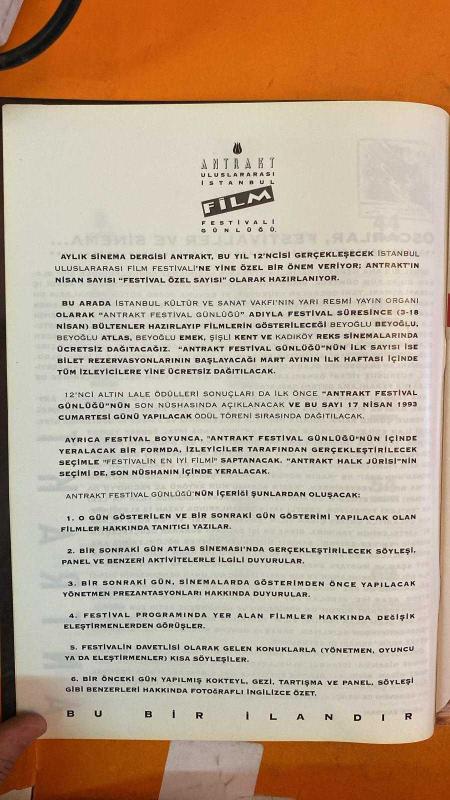 ANTRAKT
ULUSLARARASI
İSTANBUL
FİLM
FESTİVALİ
GÜNLÜĞÜ
AYLIK SİNEMA DERGİSİ ANTRAKT, BU YIL 12'NCİSİ GERÇEKLEŞECEK İSTANBUL
ULUSLARARASI FİLM FESTİVALİ'NE YİNE ÖZEL BİR ÖNEM VERİYOR; ANTRAKT'IN
NİSAN SAYISI "FESTİVAL ÖZEL SAYISI" OLARAK HAZIRLANIYOR.
BU ARADA İSTANBUL KÜLTÜR VE SANAT VAKFI'NIN YARI RESMİ YAYIN ORGANI
OLARAK "ANTRAKT FESTİVAL GÜNLÜĞÜ" ADIYLA FESTİVAL SÜRESİNCE (3-18
NİSAN) BÜLTENLER HAZIRLAYIP FİLMLERİN GÖSTERİLECEĞİ BEYOĞLU BEYOĞLU,
BEYOĞLU ATLAS, BEYOĞLU EMEK, ŞİŞLİ KENT VE KADIKÖY REKS SİNEMALARINDA
ÜCRETSİZ DAĞITACAĞIZ. "ANTRAKT FESTİVAL GÜNLÜĞÜ"NÜN İLK SAYISI İSE
BİLET REZERVASYONLARININ BAŞLAYACAĞI MART AYININ İLK HAFTASI İÇİNDE
TÜM İZLEYİCİLERE YİNE ÜCRETSİZ DAĞITILACAK.
12'NCİ ALTIN LALE ÖDÜLLERİ SONUÇLARI DA İLK ÖNCE "ANTRAKT FESTİVAL
GÜNLÜĞÜ"NÜN SON NÜSHASINDA AÇIKLANACAK VE BU SAYI 17 NİSAN 1993
CUMARTESİ GÜNÜ YAPILACAK ÖDÜL TÖRENİ SIRASINDA DAĞITILACAK.
AYRICA FESTİVAL BOYUNCA, "ANTRAKT FESTİVAL GÜNLÜĞÜ"NÜN İÇİNDE
YERALACAK BİR FORMDA, İZLEYİCİLER TARAFINDAN GERÇEKLEŞTİRİLECEK
SEÇİMLE "FESTİVALİN EN İYİ FİLMİ" SAPTANACAK. "ANTRAKT HALK JÜRİSİ"NİN
SEÇİMİ DE, SON NÜSHANIN İÇİNDE YERALACAK.
ANTRAKT FESTİVAL GÜNLÜĞÜ'NÜN İÇERİĞİ ŞUNLARDAN OLUŞACAK:
1. O GÜN GÖSTERİLEN VE BİR SONRAKİ GÜN GÖSTERİMİ YAPILACAK OLAN
FİLMLER HAKKINDA TANITICI YAZILAR.
2. BİR SONRAKİ GÜN ATLAS SİNEMASI'NDA GERÇEKLEŞTİRİLECEK SÖYLEŞİ,
PANEL VE BENZERİ AKTİVİTELERLE İLGİLİ DUYURULAR.
3. BİR SONRAKİ GÜN, SİNEMALARDA GÖSTERİMDEN ÖNCE YAPILACAK
YÖNETMEN PREZANTASYONLARI HAKKINDA DUYURULAR.
4. FESTİVAL PROGRAMINDA YER ALAN FİLMLER HAKKINDA DEĞİŞİK
ELEŞTİRMENLERDEN GÖRÜŞLER.
5. FESTİVALİN DAVETLİSİ OLARAK GELEN KONUKLARLA (YÖNETMEN, OYUNCU
YA DA ELEŞTİRMENLER) KISA SÖYLEŞİLER.
6. BİR ÖNCEKİ GÜN YAPILMIŞ KOKTEYL, GEZİ, TARTIŞMA VE PANEL, SÖYLEŞİ
GİBİ BENZERLERİ HAKKINDA FOTOĞRAFLI İNGİLİZCE ÖZET.
BU BİR İLANDIR